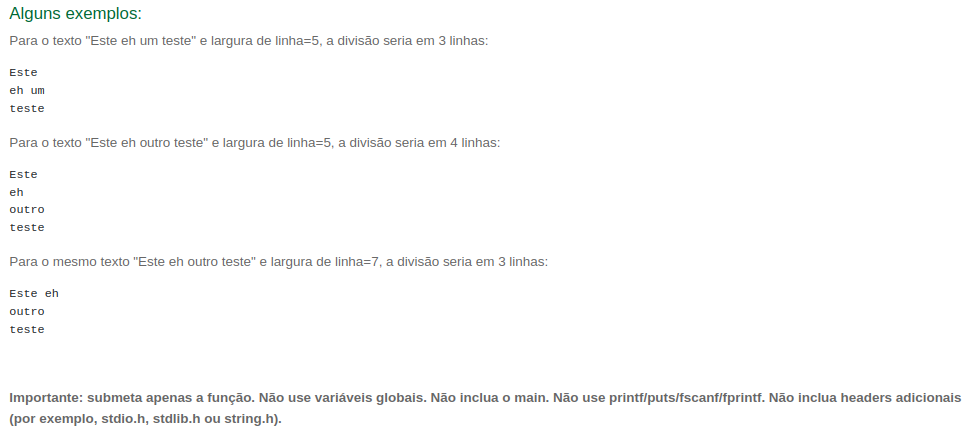 Alguns exemplos:
Para o texto "Este eh um teste" e largura de linha=5, a divisão seria em 3 linhas:
Este
eh um
teste
Para o texto "Este eh outro teste" e largura de linha=5, a divisão seria em 4 linhas:
Este
eh
outro
teste
Para o mesmo texto "Este eh outro teste" e largura de linha=7, a divisão seria em 3 linhas:
Este eh
outro
teste
Importante: submeta apenas a função. Não use variáveis globais. Não inclua o main. Não use printf/puts/fscanf/fprintf. Não inclua headers adicionais
(por exemplo, stdio.h, stdlib.h ou string.h).